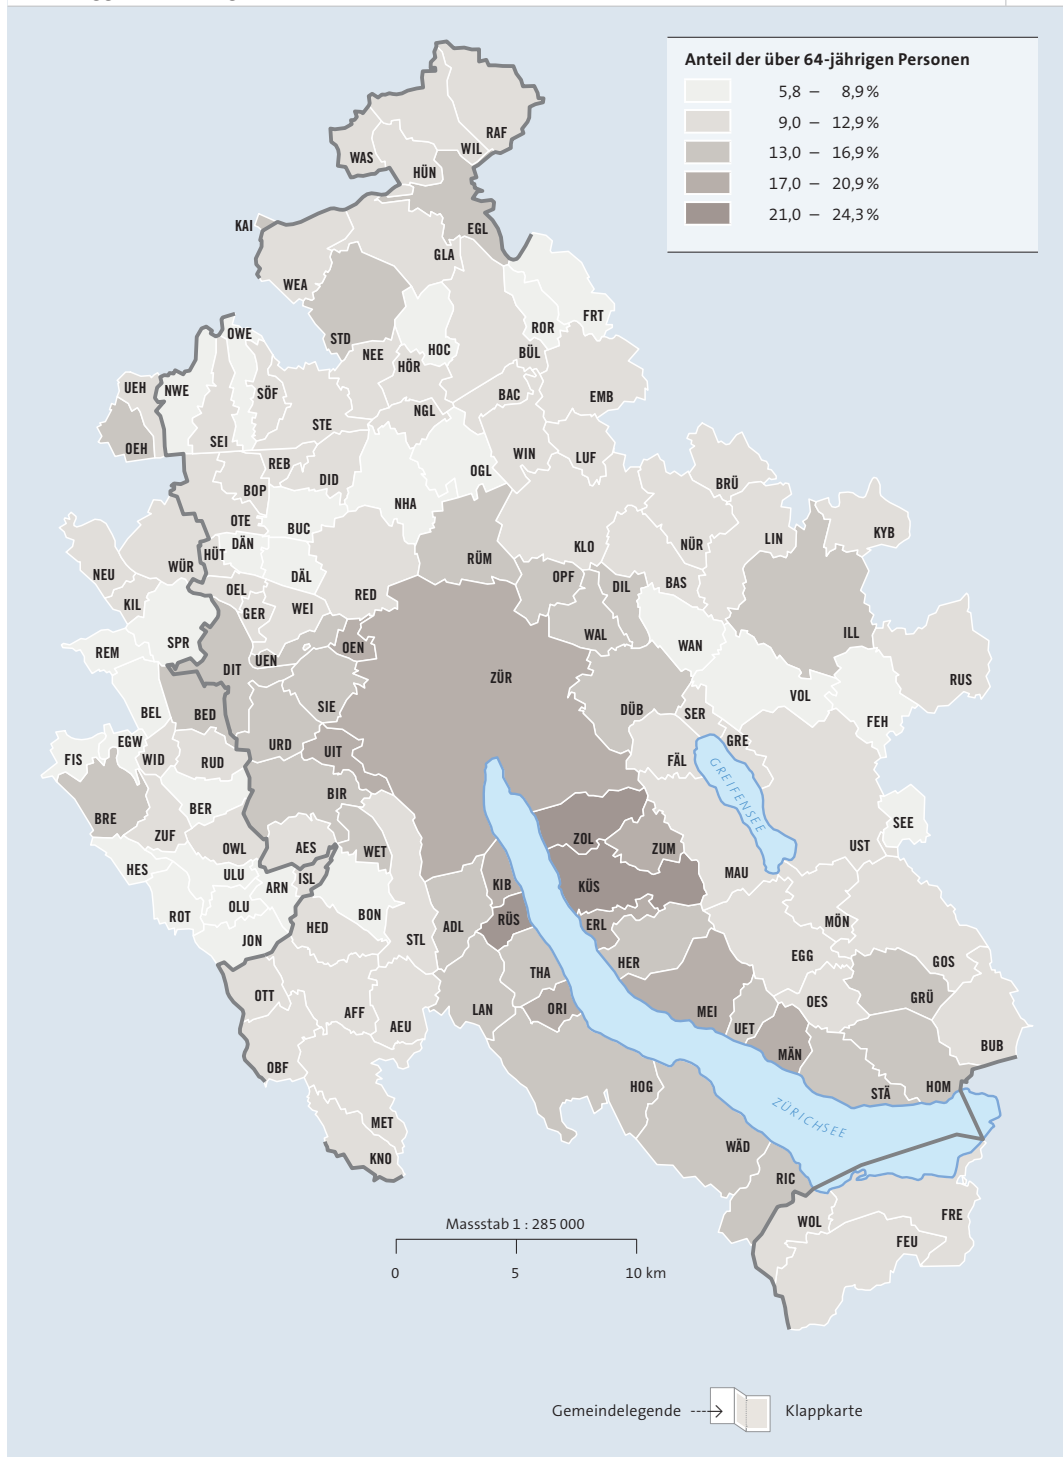 Anteil der über 64-jährigen Personen
5,8 – 8,9 %
9,0 – 12,9 %
13,0 – 16,9 %
17,0 – 20,9 %
21,0 – 24,3 %
RAF
WIL
WAS
HÜN
KAI
EGL
GLA
WEA
FRT
ROR
OWE
STD
HOC
NEE
BÜL
HÖR
UEH
NWE
SÖF
BAC
EMB
NGL
STE
SEI
OEH
WIN
LUF
REB
OGL
DID
BRÜ
BOP
NHA
OTE
BUC
KYB
LIN
DÄN
NÜR
KLO
HÜT
RÜM
WÜR
NEU
DÄL
OPF
BAS
DIL
OEL
RED
KIL
WEI
GER
WAL
ILL
SPR
WAN
OEN
REM
UEN
DIT
ZÜR
RUS
VOL
SIE
DÜB
BEL
BED
SER
FEH
EGW
GRE
URD
UIT
FIS
WID
RUD
FÄL
GREIFENSEE
BIR
BER
BRE
SEE
ZUF
ZOL
UST
OWL
AES
WET
ZUM
HES
ULU
MAU
ISL
ARN
KIB
KÜS
OLU
ROT
BON
RÜS
MÖN
HED
ADL
ERL
JON
STL
EGG
HER
GOS
THA
OTT
GRÜ
OES
AFF
LAN
ORI
MEI
AEU
UET
BUB
MÄN
OBF
HOG
HOM
STÄ
ZÜRICHSEE
MET
WÄD
KNO
RIC
FRE
WOL
FEU
Massstab 1 : 285 000
0 5 10 km
Gemeindelegende Klappkarte